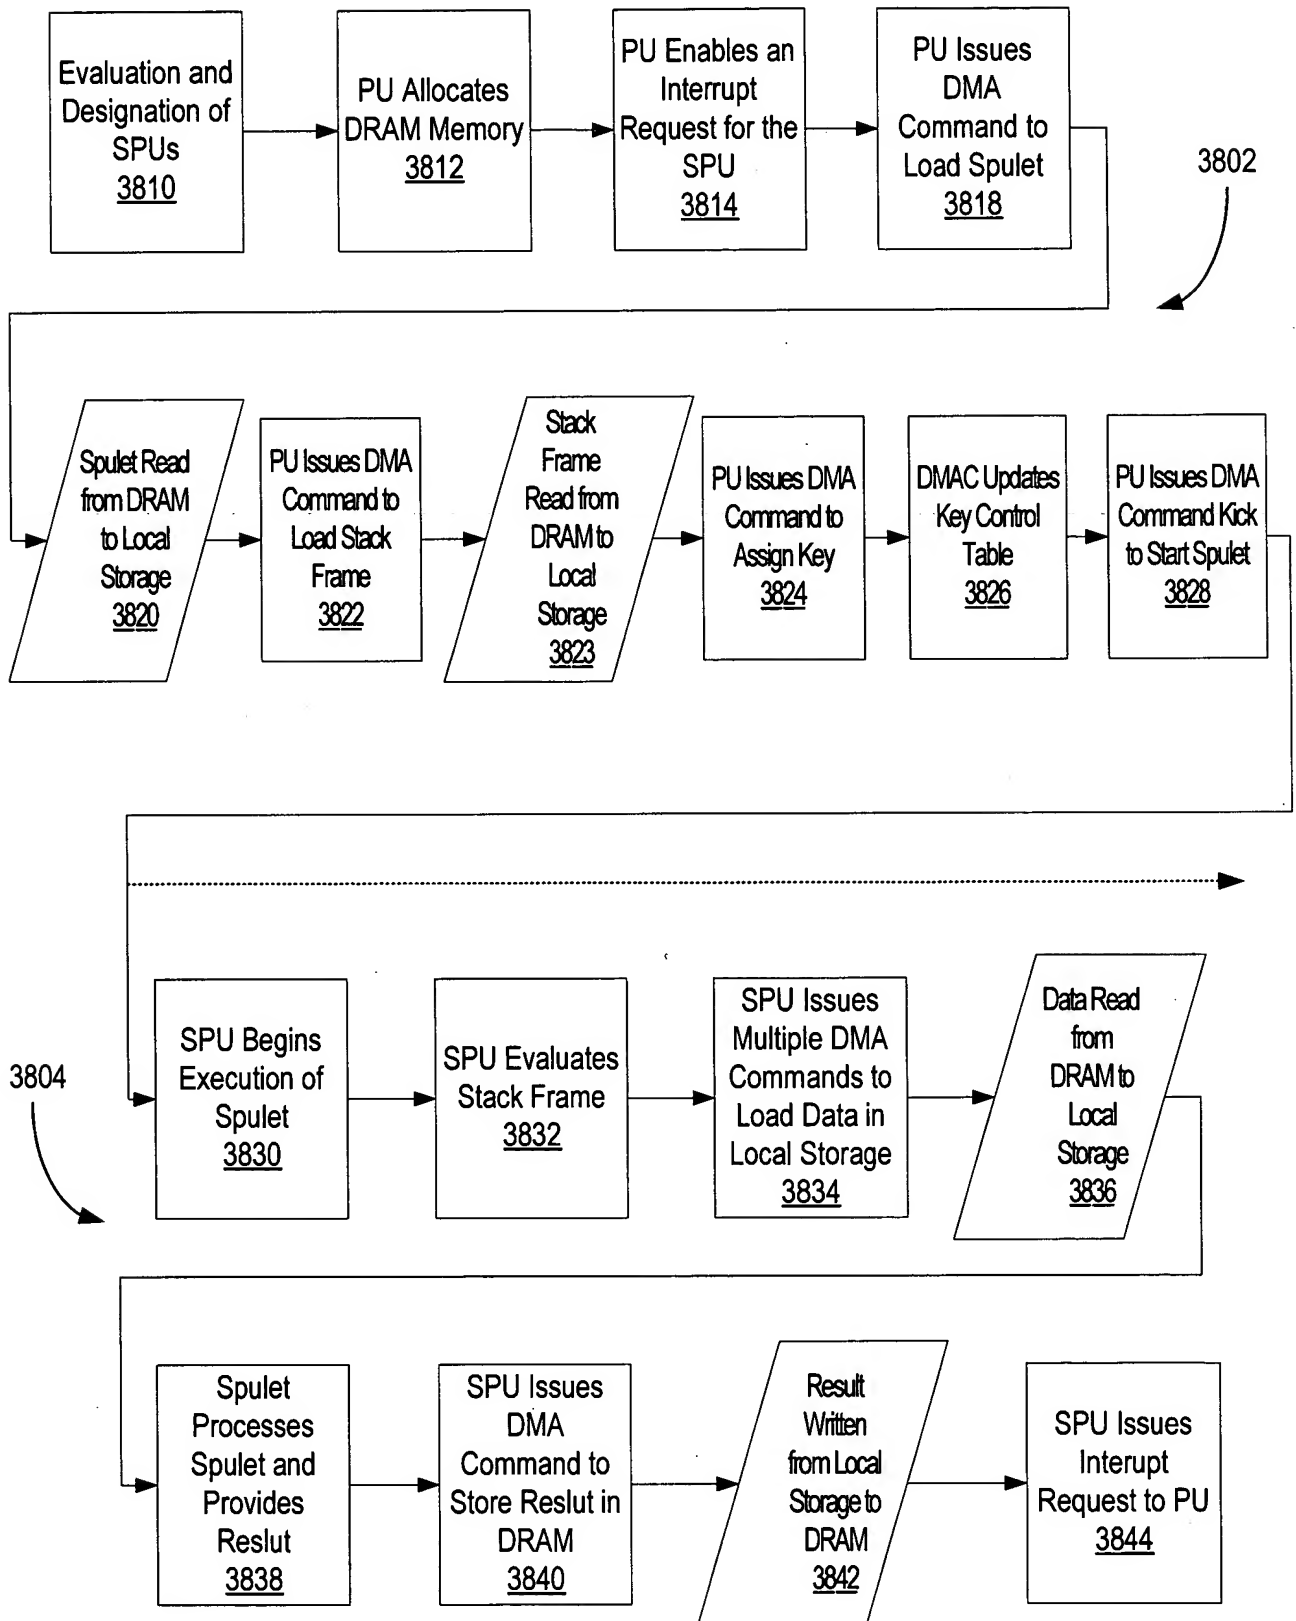 Evaluation and
Designation of
SPUs
3810
PU Allocates
DRAM Memory
3812
PU Enables an
Interrupt
Request for the
SPU
3814
PU Issues
DMA
Command to
Load Spulet
3818
3802
Spulet Read
from DRAM
to Local
Storage
3820
PU Issues DMA
Command to
Load Stack
Frame
3822
Stack
Frame
Read from
DRAM to
Local
Storage
3823
PU Issues DMA
Command to
Assign Key
3824
DMAC Updates
Key Control
Table
3826
PU Issues DMA
Command Kick
to Start Spulet
3828
3804
SPU Begins
Execution of
Spulet
3830
SPU Evaluates
Stack Frame
3832
SPU Issues
Multiple DMA
Commands to
Load Data in
Local Storage
3834
Data Read
from
DRAM to
Local
Storage
3836
Spulet
Processes
Spulet and
Provides
Reslut
3838
SPU Issues
DMA
Command to
Store Reslut in
DRAM
3840
Result
Written
from Local
Storage to
DRAM
3842
SPU Issues
Interupt
Request to PU
3844